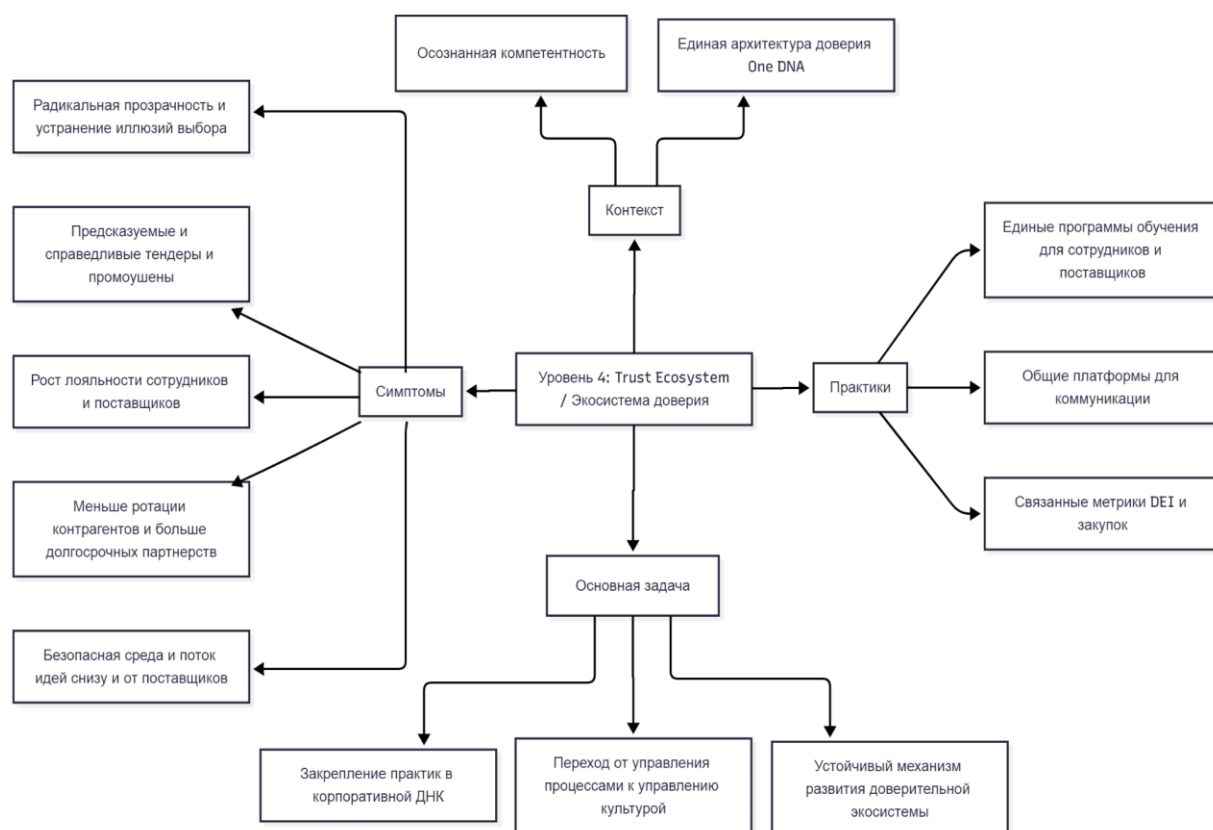 Осознанная компетентность
Единая архитектура доверия
One DNA
Радикальная прозрачность и
устранение иллюзий выбора
Контекст
Предсказуемые и
справедливые тендеры и
промоушены
Единые программы обучения
для сотрудников и
поставщиков
Рост лояльности сотрудников
и поставщиков
Симптомы
Уровень 4: Trust Ecosystem
/ Экосистема доверия
Практики
Общие платформы для
коммуникации
Меньше ротации
контрагентов и больше
долгосрочных партнерств
Связанные метрики DEI и
закупок
Основная задача
Безопасная среда и поток
идей снизу и от поставщиков
Закрепление практик в
корпоративной ДНК
Переход от управления
процессами к управлению
культурой
Устойчивый механизм
развития доверительной
экосистемы